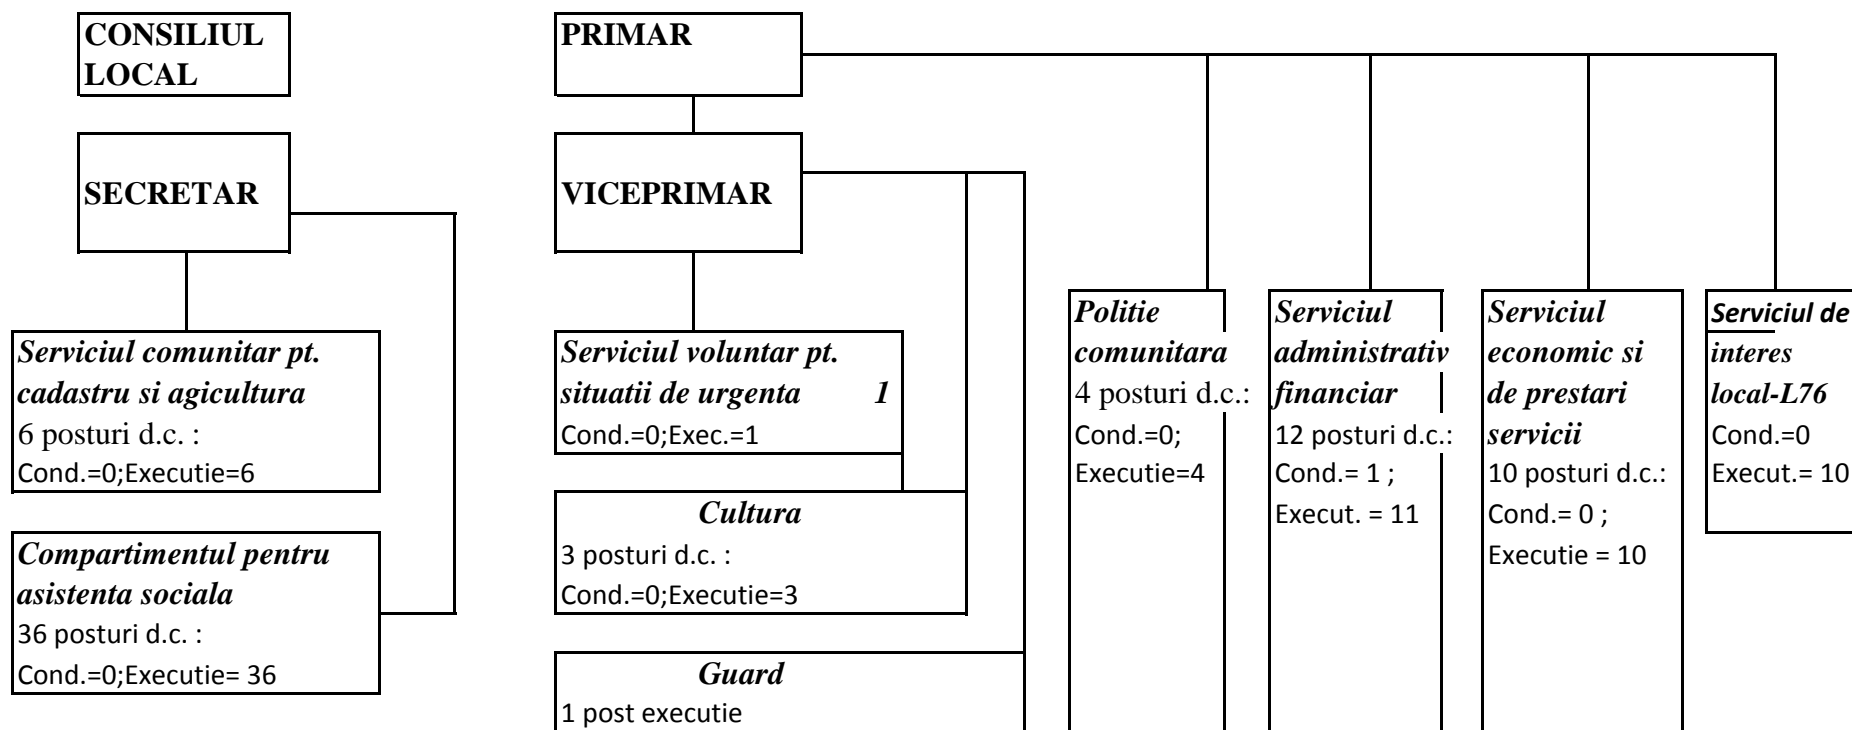 CONSILIUL
LOCAL
PRIMAR
SECRETAR
VICEPRIMAR
Serviciul comunitar pt.
cadastru si agicultura
6 posturi d.c. :
Cond.=0;Executie=6
Compartimentul pentru
asistenta sociala
36 posturi d.c. :
Cond.=0;Executie= 36
Serviciul voluntar pt.
situatii de urgenta 1
Cond.=0;Exec.=1
Cultura
3 posturi d.c. :
Cond.=0;Executie=3
Guard
1 post executie
Politie
comunitara
4 posturi d.c.:
Cond.=0;
Executie=4
Serviciul
administrativ
financiar
12 posturi d.c.:
Cond.= 1 ;
Execut. = 11
Serviciul
economic si
de prestari
servicii
10 posturi d.c.:
Cond.= 0 ;
Executie = 10
Serviciul de
interes
local-L76
Cond.=0
Execut.= 10